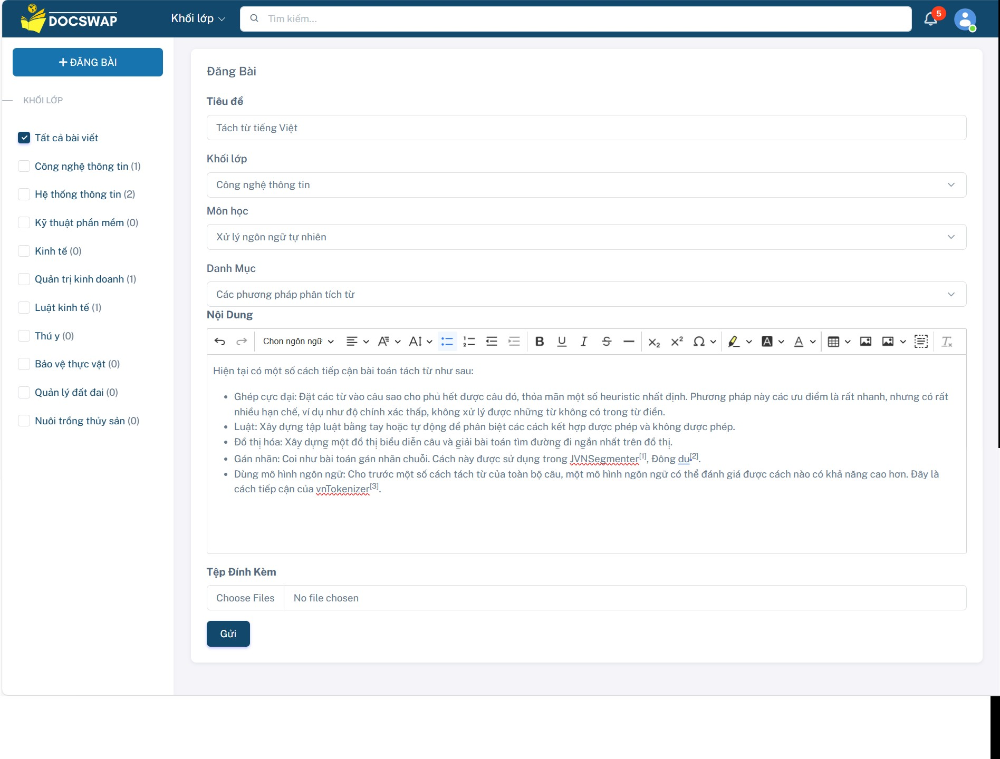 DOCSWAP
Khối lớp
Tìm kiếm...
5
+ ĐĂNG BÀI
KHỐI LỚP
Tất cả bài viết
Công nghệ thông tin (1)
Hệ thống thông tin (2)
Kỹ thuật phần mềm (0)
Kinh tế (0)
Quản trị kinh doanh (1)
Luật kinh tế (1)
Thú y (0)
Bảo vệ thực vật (0)
Quản lý đất đai (0)
Nuôi trồng thủy sản (0)
Đăng Bài
Tiêu đề
Tách từ tiếng Việt
Khối lớp
Công nghệ thông tin
Môn học
Xử lý ngôn ngữ tự nhiên
Danh Mục
Các phương pháp phân tích từ
Nội Dung
Chọn ngôn ngữ
Hiện tại có một số cách tiếp cận bài toán tách từ như sau:
• Ghép cực đại: Đặt các từ vào câu sao cho phủ hết được câu đó, thỏa mãn một số heuristic nhất định. Phương pháp này các ưu điểm là rất nhanh, nhưng có rất
nhiều hạn chế, ví dụ như độ chính xác thấp, không xử lý được những từ không có trong từ điển.
• Luật: Xây dựng tập luật bằng tay hoặc tự động để phân biệt các cách kết hợp được phép và không được phép.
• Đồ thị hóa: Xây dựng một đồ thị biểu diễn câu và giải bài toán tìm đường đi ngắn nhất trên đồ thị.
• Gán nhãn: Coi như bài toán gán nhãn chuỗi. Cách này được sử dụng trong JVNSegmenter[1], Đông du[2].
• Dùng mô hình ngôn ngữ: Cho trước một số cách tách từ của toàn bộ câu, một mô hình ngôn ngữ có thể đánh giá được cách nào có khả năng cao hơn. Đây là
cách tiếp cận của vnTokenizer[3].
Tệp Đính Kèm
Choose Files No file chosen
Gửi